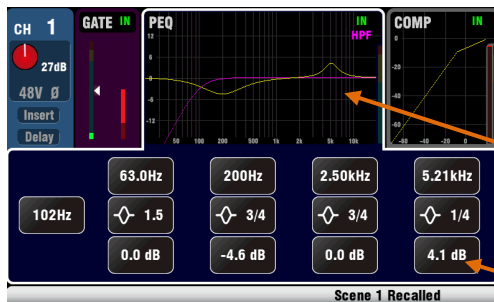 CH 1
27dB
48V Ø
Insert
Delay
GATE IN
PEQ
IN
HPF
12
6
0
-6
-12
50 100 200 500 1k 2k 5k 10k
COMP IN
0
-20
-40
-60
-60 -40 -20 0
63.0Hz 200Hz 2.50kHz 5.21kHz
102Hz 1.5 3/4 3/4 1/4
0.0 dB -4.6 dB 0.0 dB 4.1 dB
Scene 1 Recalled